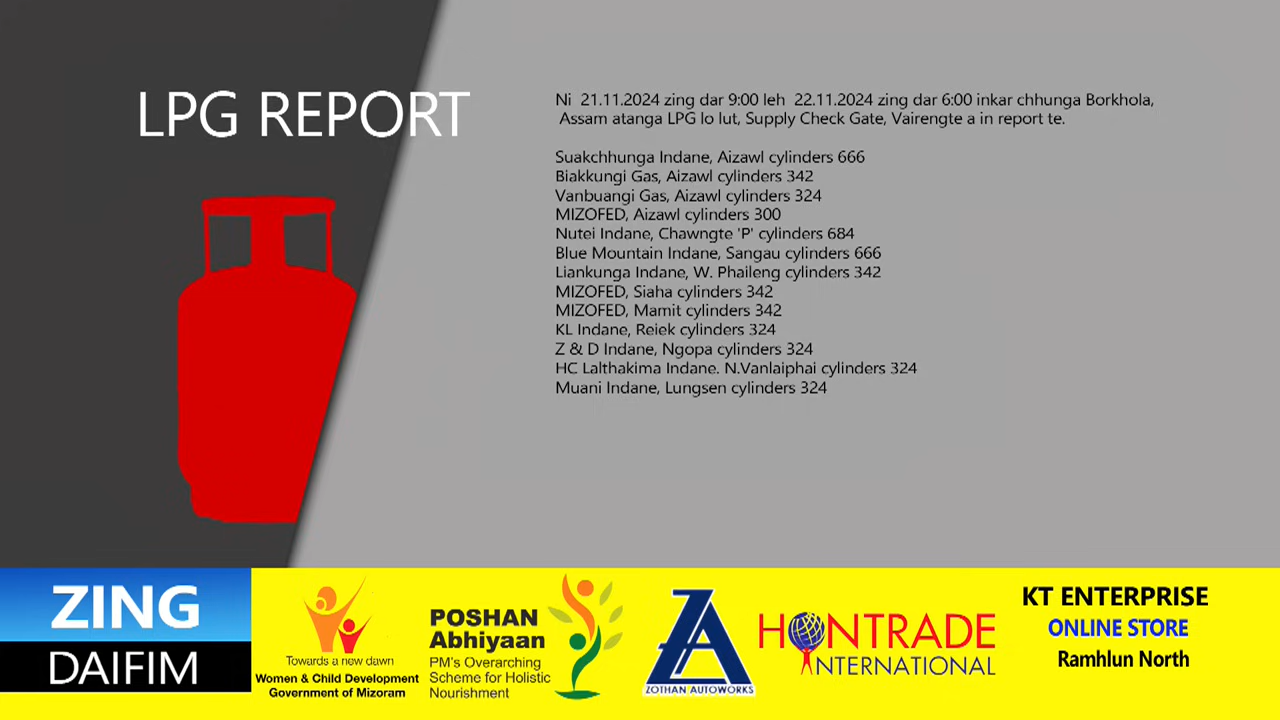 LPG REPORT
Ni 21.11.2024 zing dar 9:00 leh 22.11.2024 zing dar 6:00 inkar chhunga Borkhola,
Assam atanga LPG lo lut, Supply Check Gate, Vairengte a in report te.
Suakchhunga Indane, Aizawl cylinders 666
Biakkungi Gas, Aizawl cylinders 342
Vanbuangi Gas, Aizawl cylinders 324
MIZOFED, Aizawl cylinders 300
Nutei Indane, Chawngte 'P' cylinders 684
Blue Mountain Indane, Sangau cylinders 666
Liankunga Indane, W. Phaileng cylinders 342
MIZOFED, Siaha cylinders 342
MIZOFED, Mamit cylinders 342
KL Indane, Reiek cylinders 324
Z & D Indane, Ngopa cylinders 324
HC Lalthakima Indane. N.Vanlaiphai cylinders 324
Muani Indane, Lungsen cylinders 324
ZING
DAIFIM
Towards a new dawn
Women & Child Development
Government of Mizoram
POSHAN
Abhiyaan
PM's Overarching
Scheme for Holistic
Nourishment
ZA
ZOTHAN AUTOWORKS
HONTRADE
INTERNATIONAL
KT ENTERPRISE
ONLINE STORE
Ramhlun North